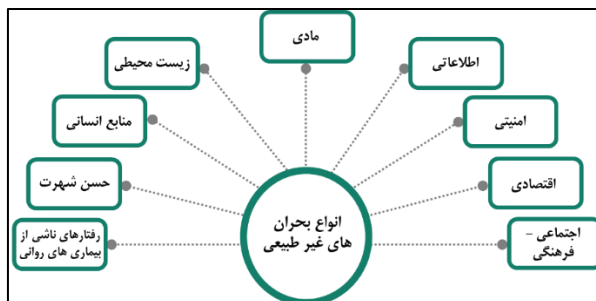 مادی
اطلاعاتی
زیست محیطی
امنیتی
منابع انسانی
اقتصادی
حسن شهرت
اجتماعی –
فرهنگی
رفتارهای ناشی از
بیماری های روانی
انواع بحران
های غیر طبیعی